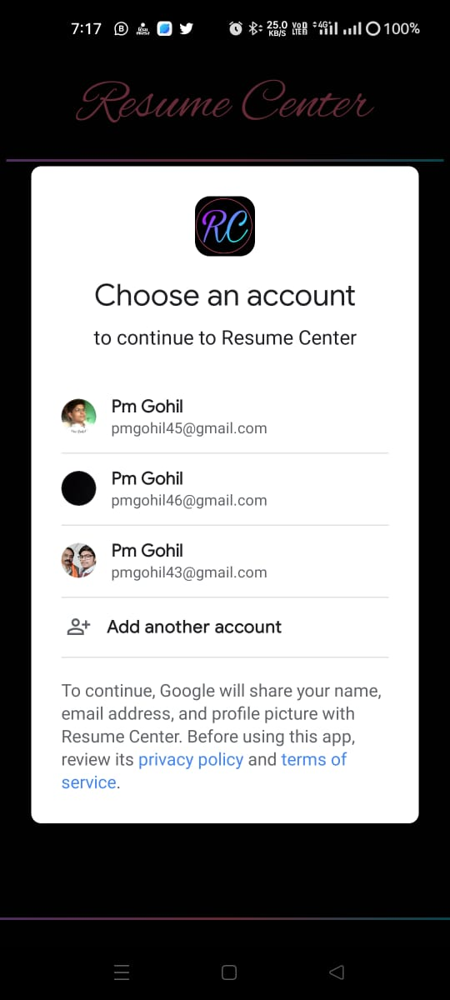 7:17
25.0 KB/S
4G+
100%
Resume Center
RC
Choose an account
to continue to Resume Center
Pm Gohil
pmgohil45@gmail.com
Pm Gohil
pmgohil46@gmail.com
Pm Gohil
pmgohil43@gmail.com
Add another account
To continue, Google will share your name,
email address, and profile picture with
Resume Center. Before using this app,
review its privacy policy and terms of
service.